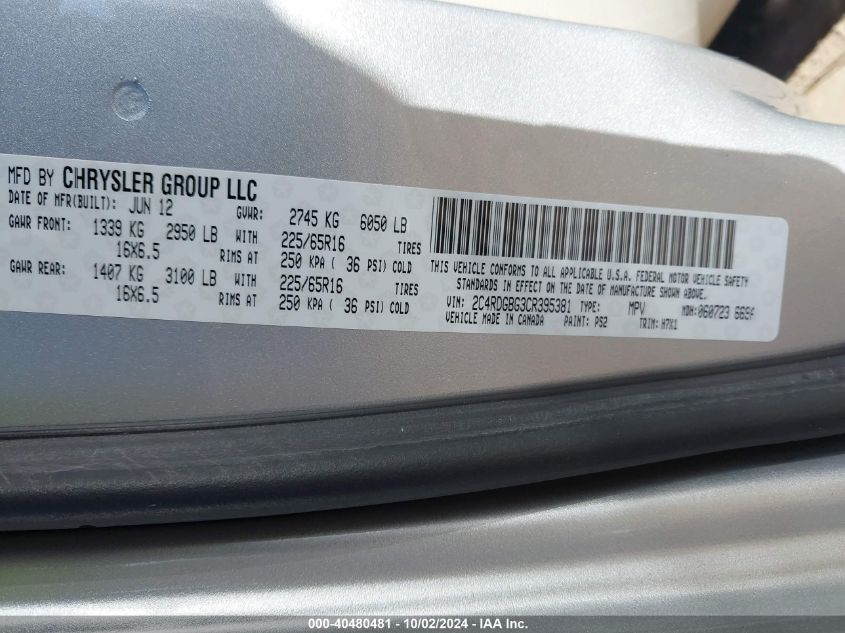 MFD BY CHRYSLER GROUP LLC
DATE OF MFR(BUILT): JUN 12 GVWR: 2745 KG 6050 LB
GAWR FRONT: 1339 KG 2950 LB WITH 225/65R16 TIRES
16X6.5 RIMS AT 250 KPA ( 36 PSI) COLD
GAWR REAR: 1407 KG 3100 LB WITH 225/65R16 TIRES
16X6.5 RIMS AT 250 KPA ( 36 PSI) COLD
THIS VEHICLE CONFORMS TO ALL APPLICABLE U.S.A. FEDERAL MOTOR VEHICLE SAFETY
STANDARDS IN EFFECT ON THE DATE OF MANUFACTURE SHOWN ABOVE.
VIN: 2C4RDGBG3CR395381 TYPE: MPV MDH: 060723
VEHICLE MADE IN CANADA PAINT: PS2 TRIM: H7X1
000-40480481 - 10/02/2024 - IAA Inc.